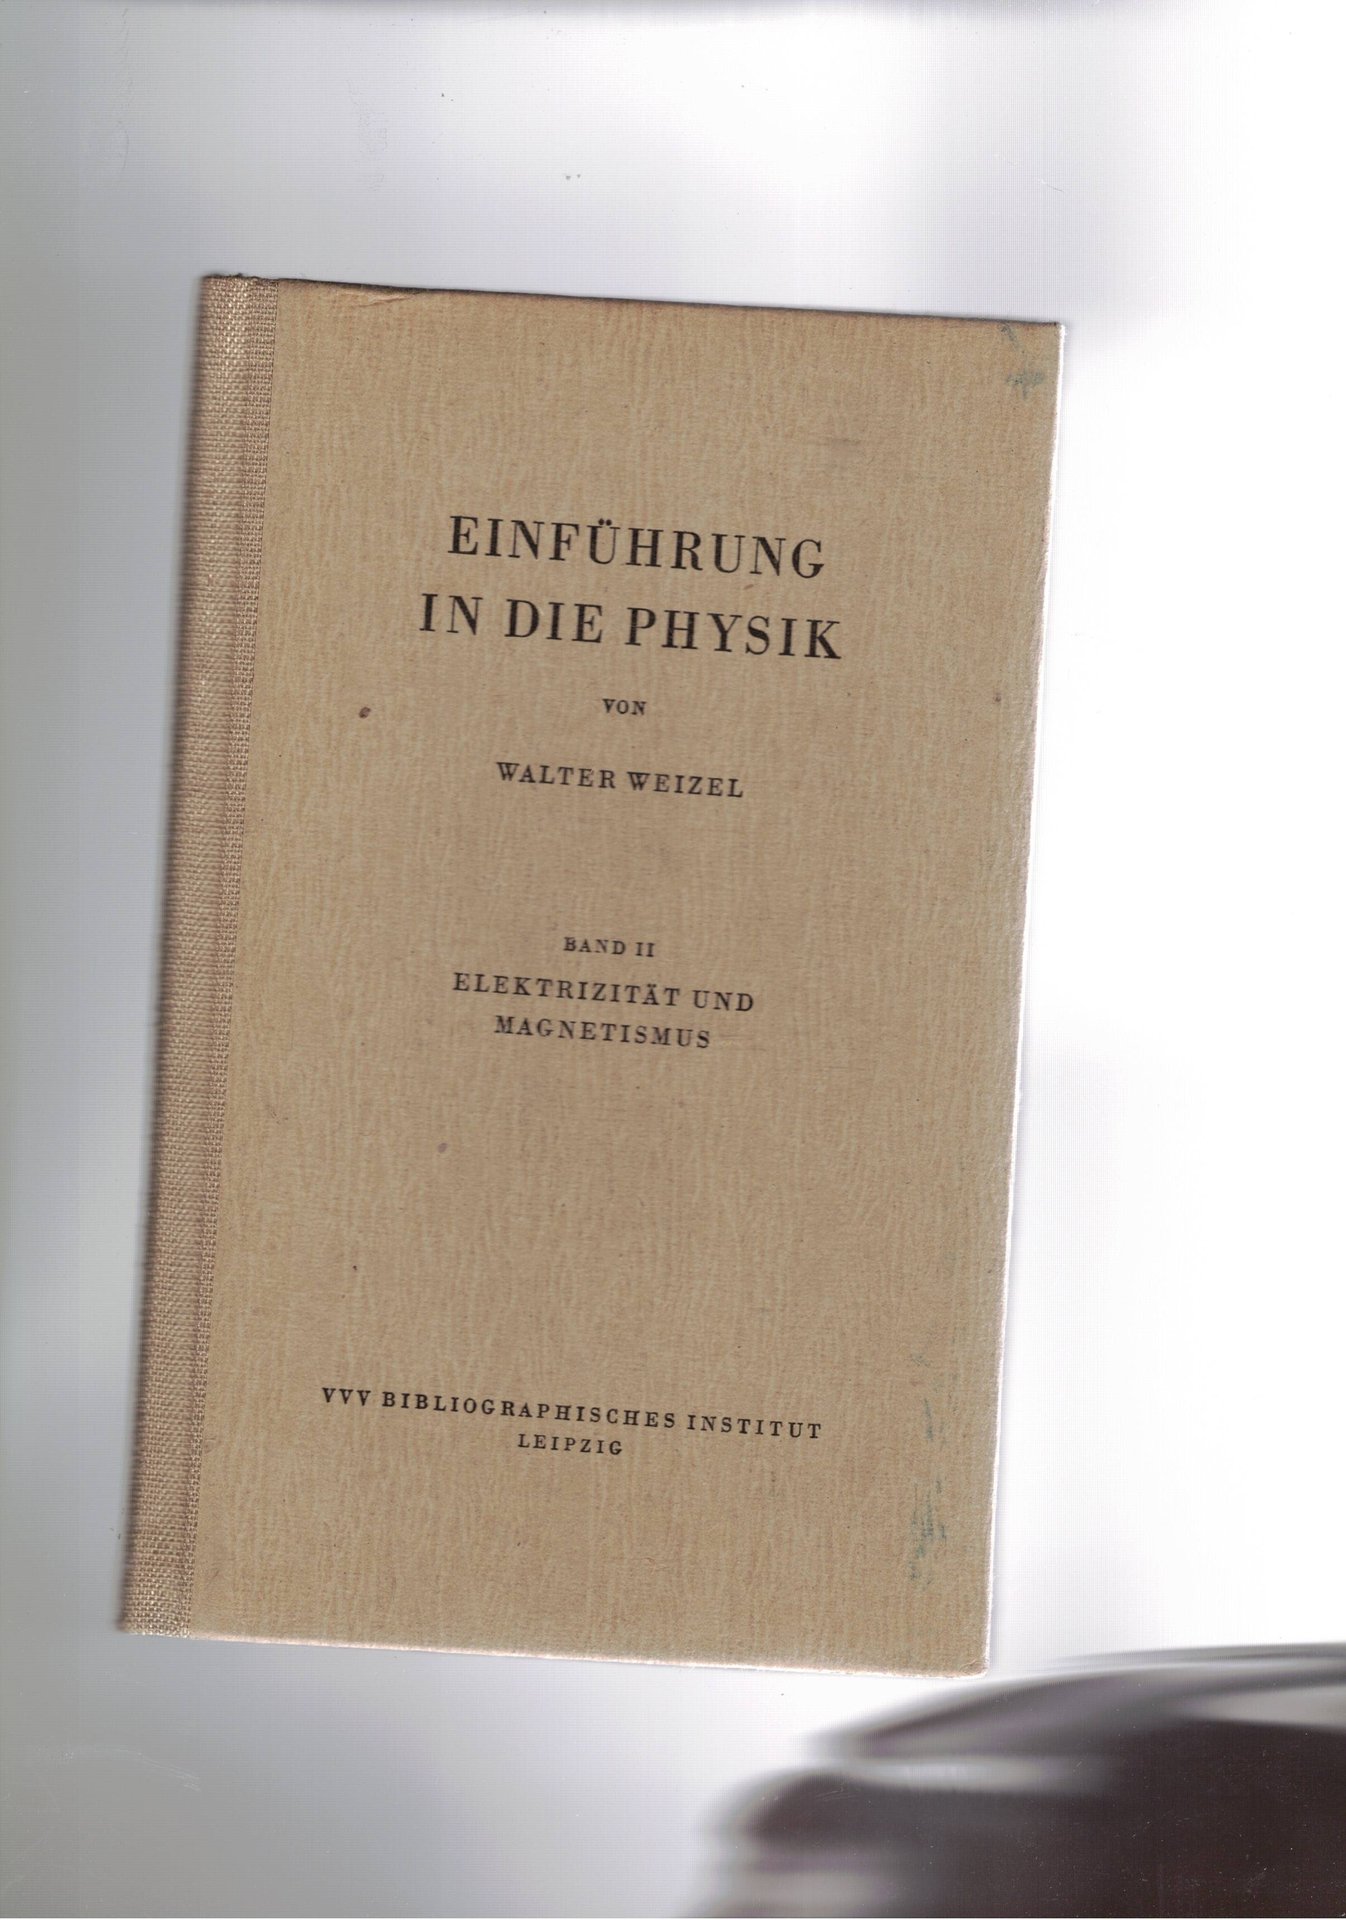 EINFÜHRUNG
IN DIE PHYSIK
VON
WALTER WEIZEL
BAND II
ELEKTRIZITÄT UND
MAGNETISMUS
VVV BIBLIOGRAPHISCHES INSTITUT
LEIPZIG